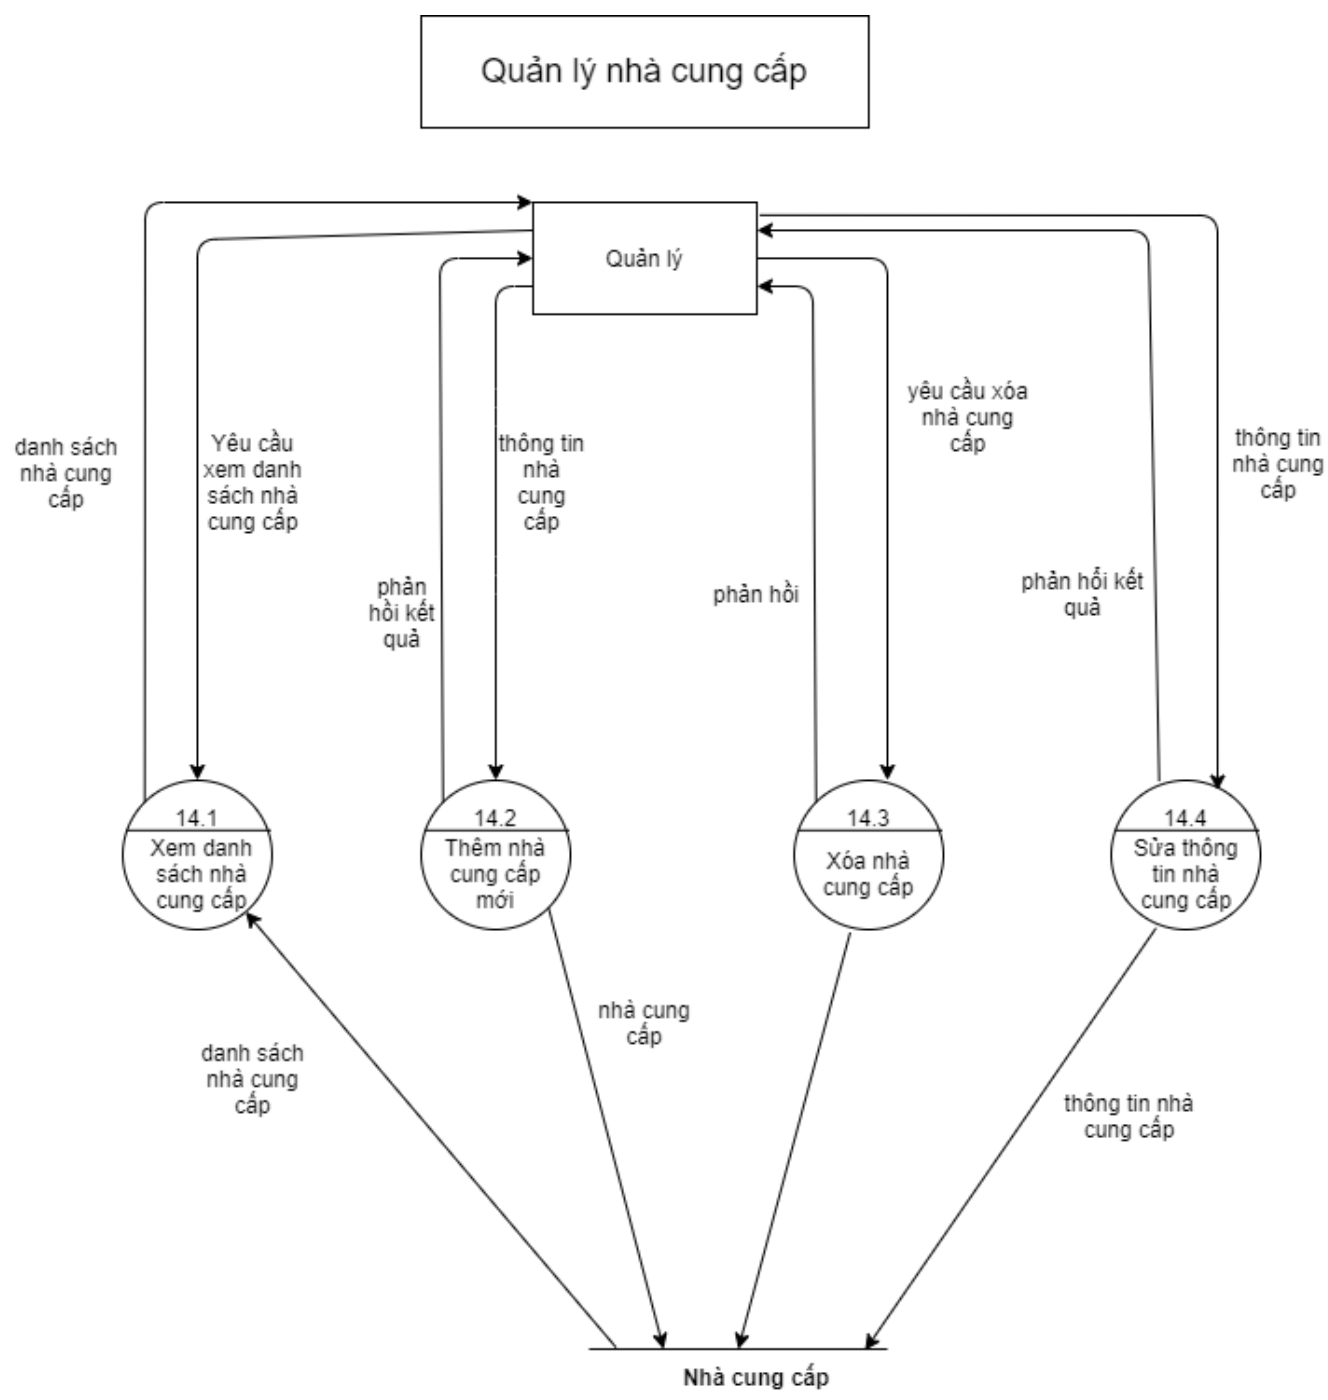 Quản lý nhà cung cấp
Quản lý
danh sách
nhà cung
cấp
Yêu cầu
xem danh
sách nhà
cung cấp
phản
hồi kết
quả
thông tin
nhà
cung
cấp
phản hồi
yêu cầu xóa
nhà cung
cấp
phản hổi kết
quả
thông tin
nhà cung
cấp
14.1
Xem danh
sách nhà
cung cấp
14.2
Thêm nhà
cung cấp
mới
14.3
Xóa nhà
cung cấp
14.4
Sửa thông
tin nhà
cung cấp
danh sách
nhà cung
cấp
nhà cung
cấp
thông tin nhà
cung cấp
Nhà cung cấp